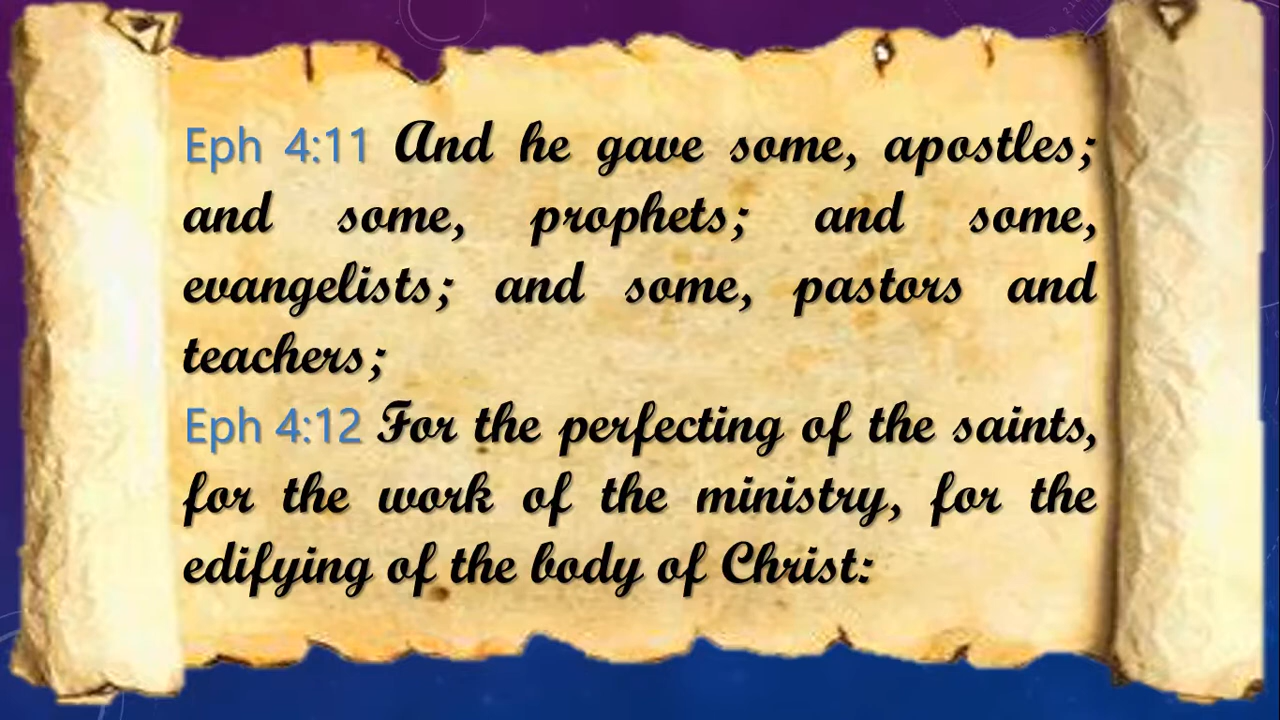 Eph 4:11 And he gave some, apostles;
and some, prophets; and some,
evangelists; and some, pastors and
teachers;
Eph 4:12 For the perfecting of the saints,
for the work of the ministry, for the
edifying of the body of Christ: